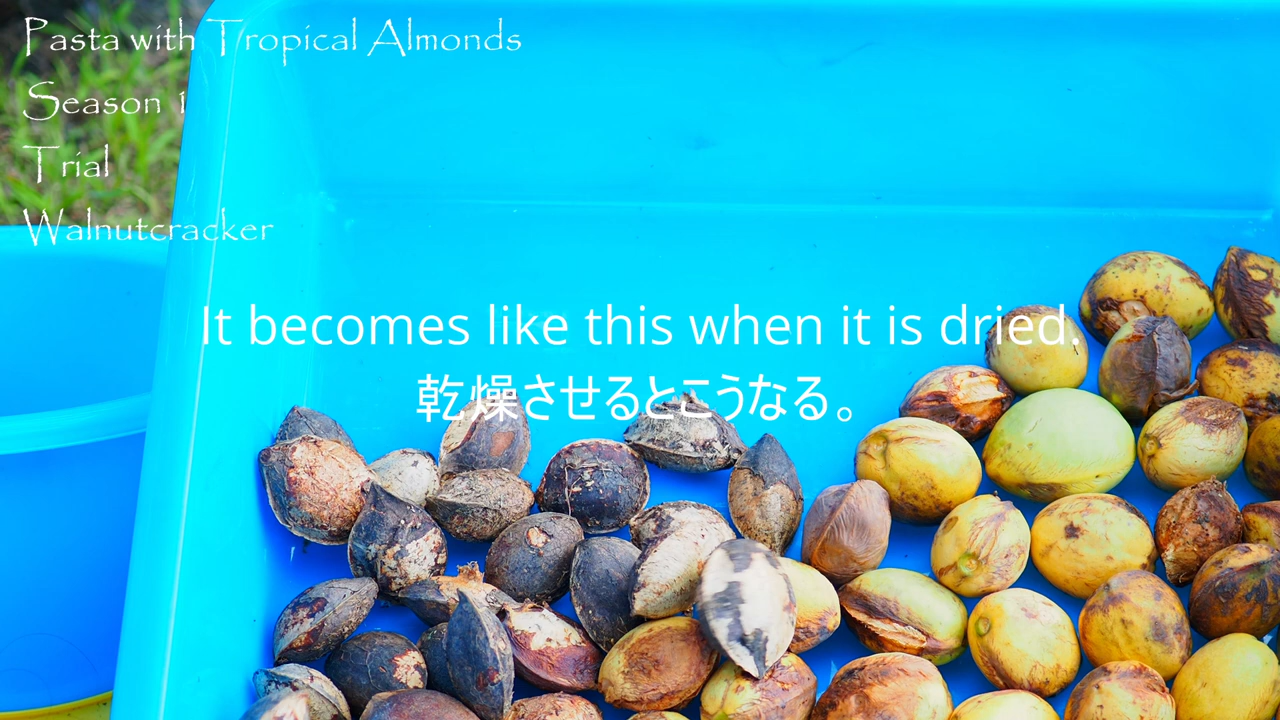 Pasta with Tropical Almonds
Season 1
Trial
Walnutcracker
It becomes like this when it is dried.
乾燥させるとこうなる。